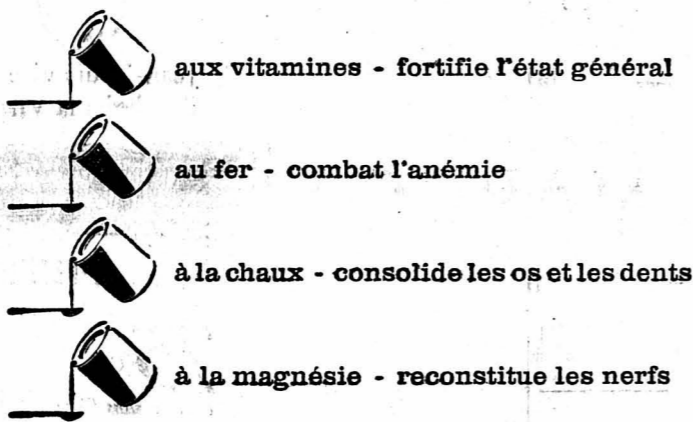 aux vitamines - fortifie l'état général
au fer - combat l'anémie
à la chaux - consolide les os et les dents
à la magnésie - reconstitue les nerfs